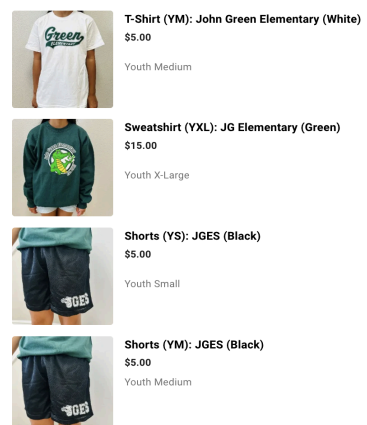 Green
ELEMENTARY
T-Shirt (YM): John Green Elementary (White)
$5.00
Youth Medium
Sweatshirt (YXL): JG Elementary (Green)
$15.00
Youth X-Large
JGES
Shorts (YS): JGES (Black)
$5.00
Youth Small
JGES
Shorts (YM): JGES (Black)
$5.00
Youth Medium